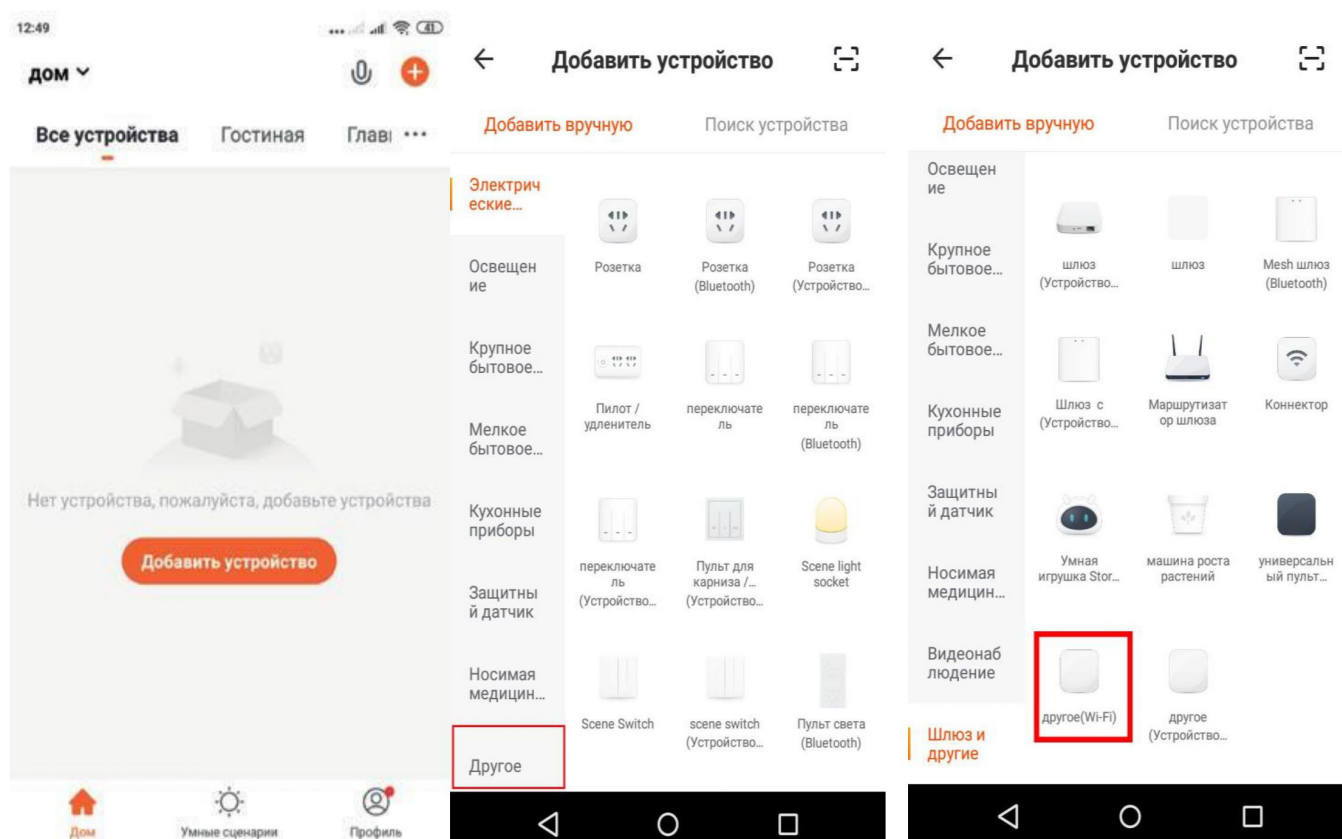 12:49
41
дом
Все устройства
Гостиная
Глав
Нет устройства, пожалуйста, добавьте устройства
Добавить устройство
Дом
Умные сценарии
Профиль
Добавить устройство
Добавить вручную
Поиск устройства
Электрич
еские...
Освещен
ие
Крупное
бытовое...
Мелкое
бытовое...
Кухонные
приборы
Защитны
й датчик
Носимая
медицин...
Другое
Розетка
Розетка
(Bluetooth)
Розетка
(Устройство...
Пилот /
удленитель
переключате
ль
переключате
ль
(Bluetooth)
переключате
ль
(Устройство...
Пульт для
карниза /...
(Устройство...
Scene light
socket
Scene Switch
scene switch
(Устройство...
Пульт света
(Bluetooth)
Добавить устройство
Добавить вручную
Поиск устройства
Освещен
ие
Крупное
бытовое...
Мелкое
бытовое...
Кухонные
приборы
Защитны
й датчик
Носимая
медицин...
Видеонаб
людение
Шлюз и
другие
шлюз
(Устройство...
шлюз
Mesh шлюз
(Bluetooth)
Шлюз с
(Устройство...
Маршрутизат
ор шлюза
Коннектор
Умная
игрушка Stor...
машина роста
растений
универсальн
ый пульт...
другое(Wi-Fi)
другое
(Устройство...